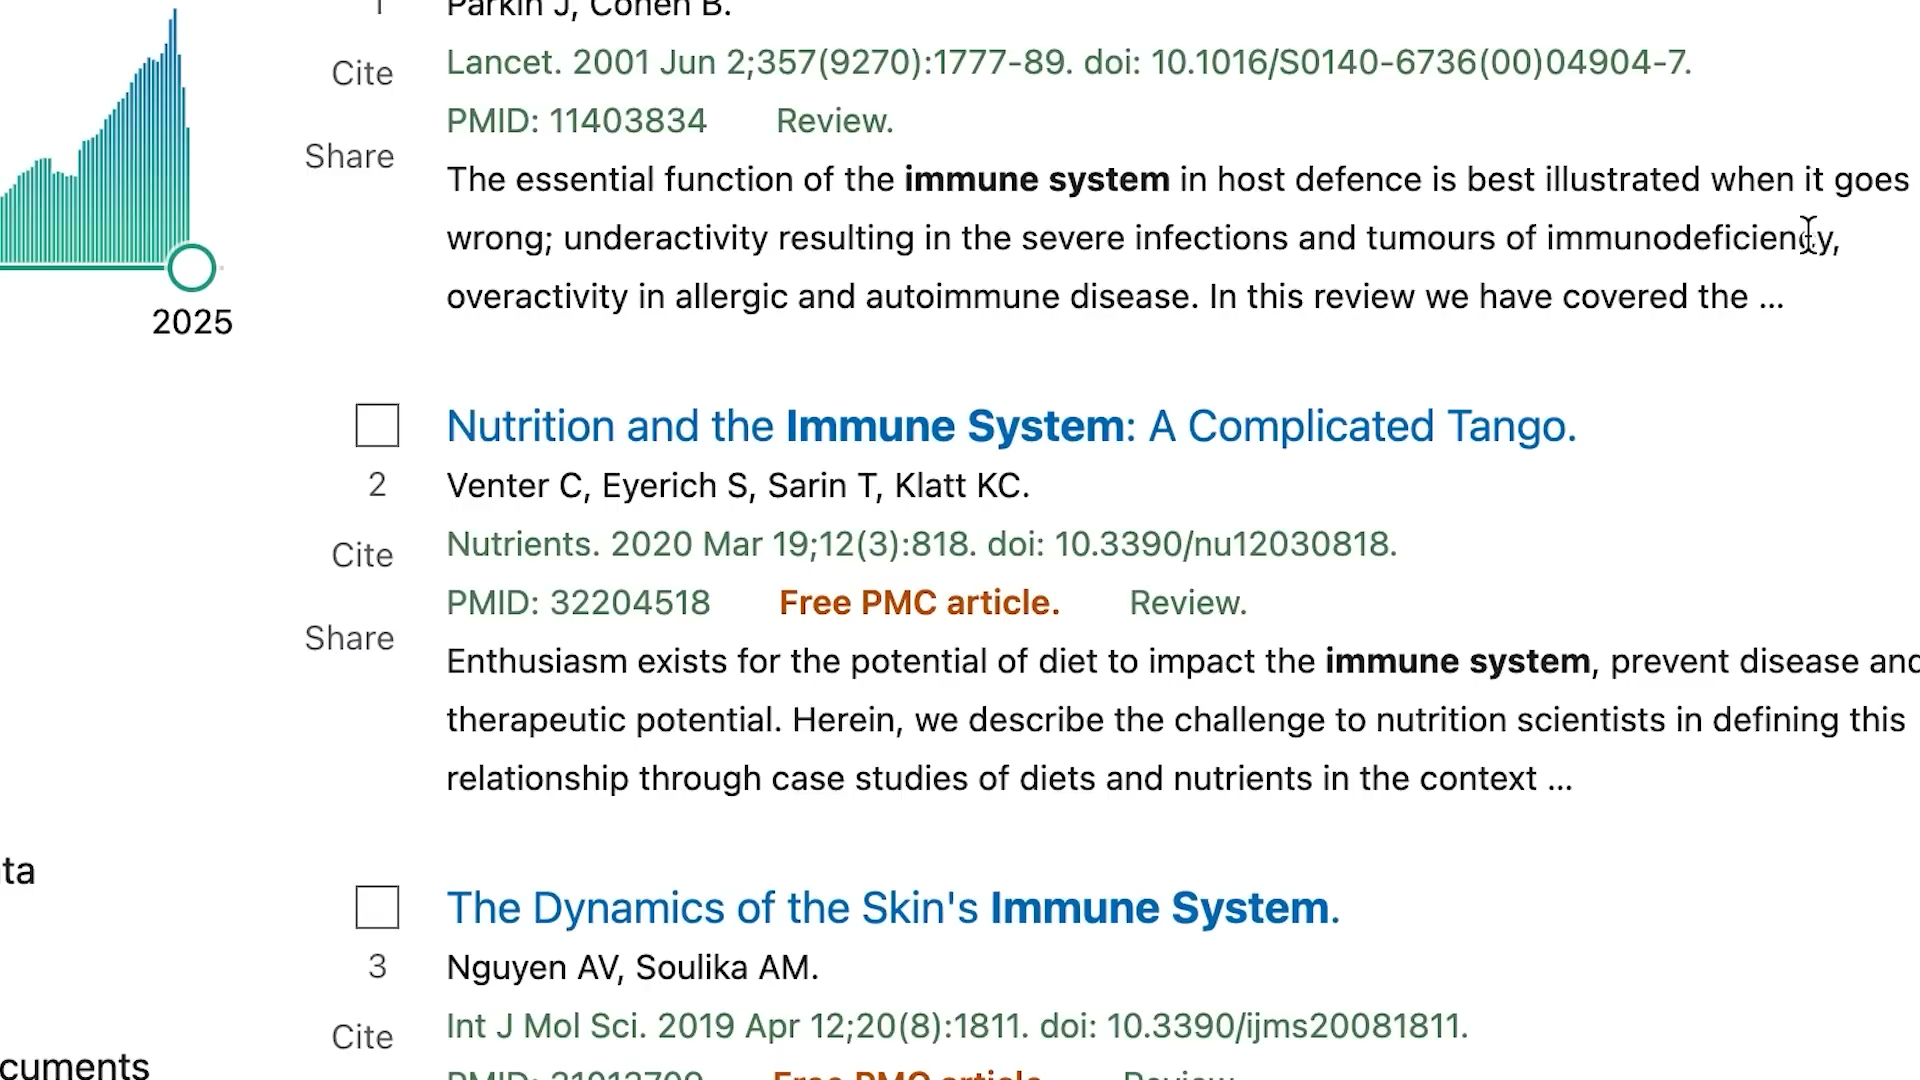 1
Parkin J, Cohen B.
Cite
Lancet. 2001 Jun 2;357(9270):1777-89. doi: 10.1016/S0140-6736(00)04904-7.
PMID: 11403834 Review.
Share
The essential function of the immune system in host defence is best illustrated when it goes
wrong; underactivity resulting in the severe infections and tumours of immunodeficiency,
overactivity in allergic and autoimmune disease. In this review we have covered the ...
2025
Nutrition and the Immune System: A Complicated Tango.
2
Venter C, Eyerich S, Sarin T, Klatt KC.
Cite
Nutrients. 2020 Mar 19;12(3):818. doi: 10.3390/nu12030818.
PMID: 32204518 Free PMC article. Review.
Share
Enthusiasm exists for the potential of diet to impact the immune system, prevent disease and
therapeutic potential. Herein, we describe the challenge to nutrition scientists in defining this
relationship through case studies of diets and nutrients in the context ...
ta
The Dynamics of the Skin's Immune System.
3
Nguyen AV, Soulika AM.
Cite
Int J Mol Sci. 2019 Apr 12;20(8):1811. doi: 10.3390/ijms20081811.
cuments
PMID: Free PMC article. Review.